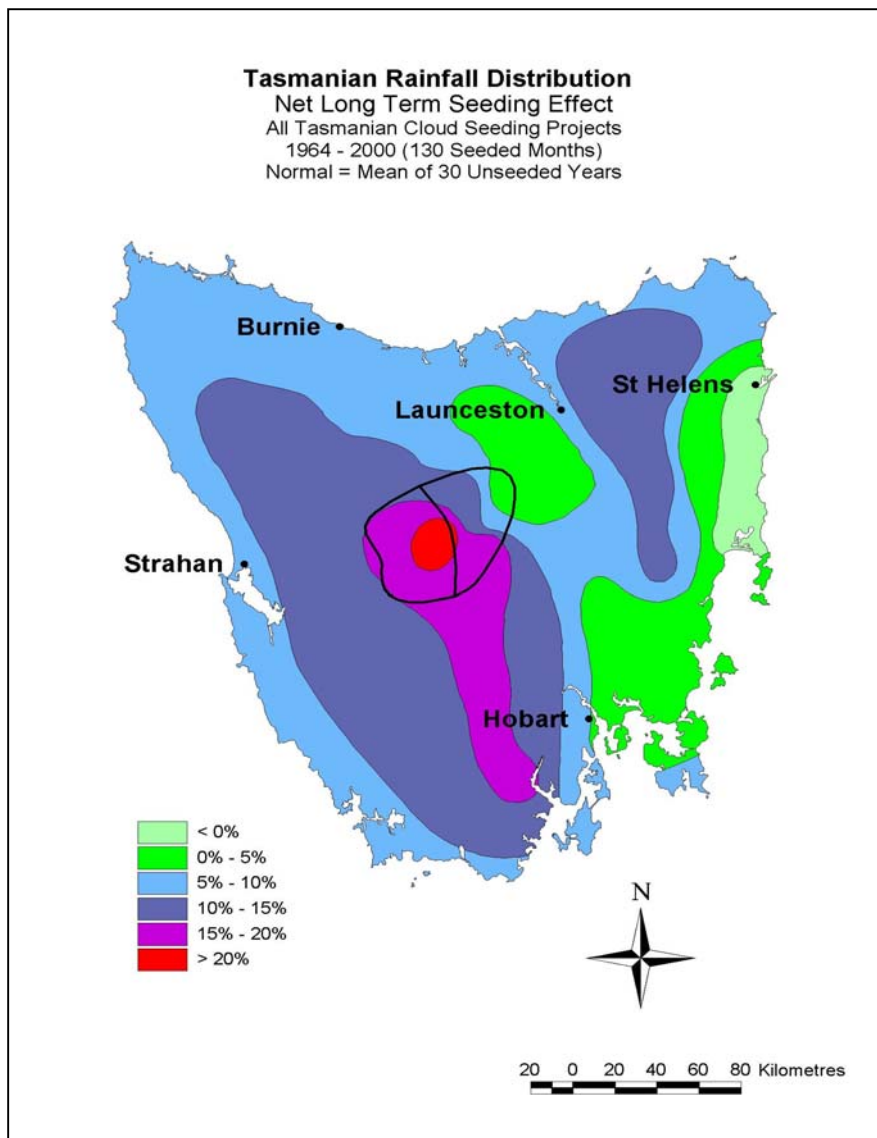 Tasmanian Rainfall Distribution
Net Long Term Seeding Effect
All Tasmanian Cloud Seeding Projects
1964 - 2000 (130 Seeded Months)
Normal = Mean of 30 Unseeded Years
Burnie
St Helens
Launceston
Strahan
Hobart
< 0%
0% - 5%
5% - 10%
10% - 15%
15% - 20%
> 20%
N
20 0 20 40 60 80 Kilometres